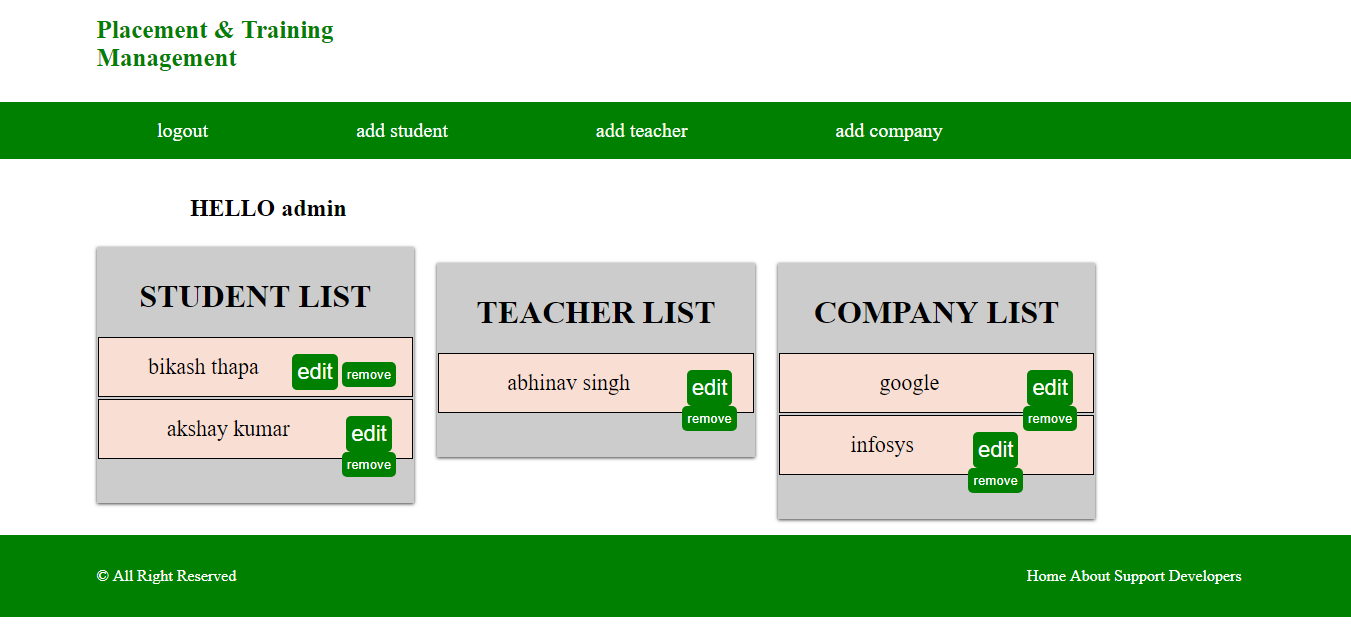 Placement & Training
Management
logout add student add teacher add company
HELLO admin
STUDENT LIST
bikash thapa edit remove
akshay kumar edit
remove
TEACHER LIST
abhinav singh edit
remove
COMPANY LIST
google edit
remove
infosys edit
remove
© All Right Reserved
Home About Support Developers